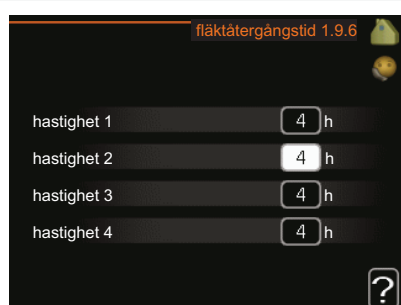 fläktåtergångstid 1.9.6
hastighet 1 4 h
hastighet 2 4 h
hastighet 3 4 h
hastighet 4 4 h
?